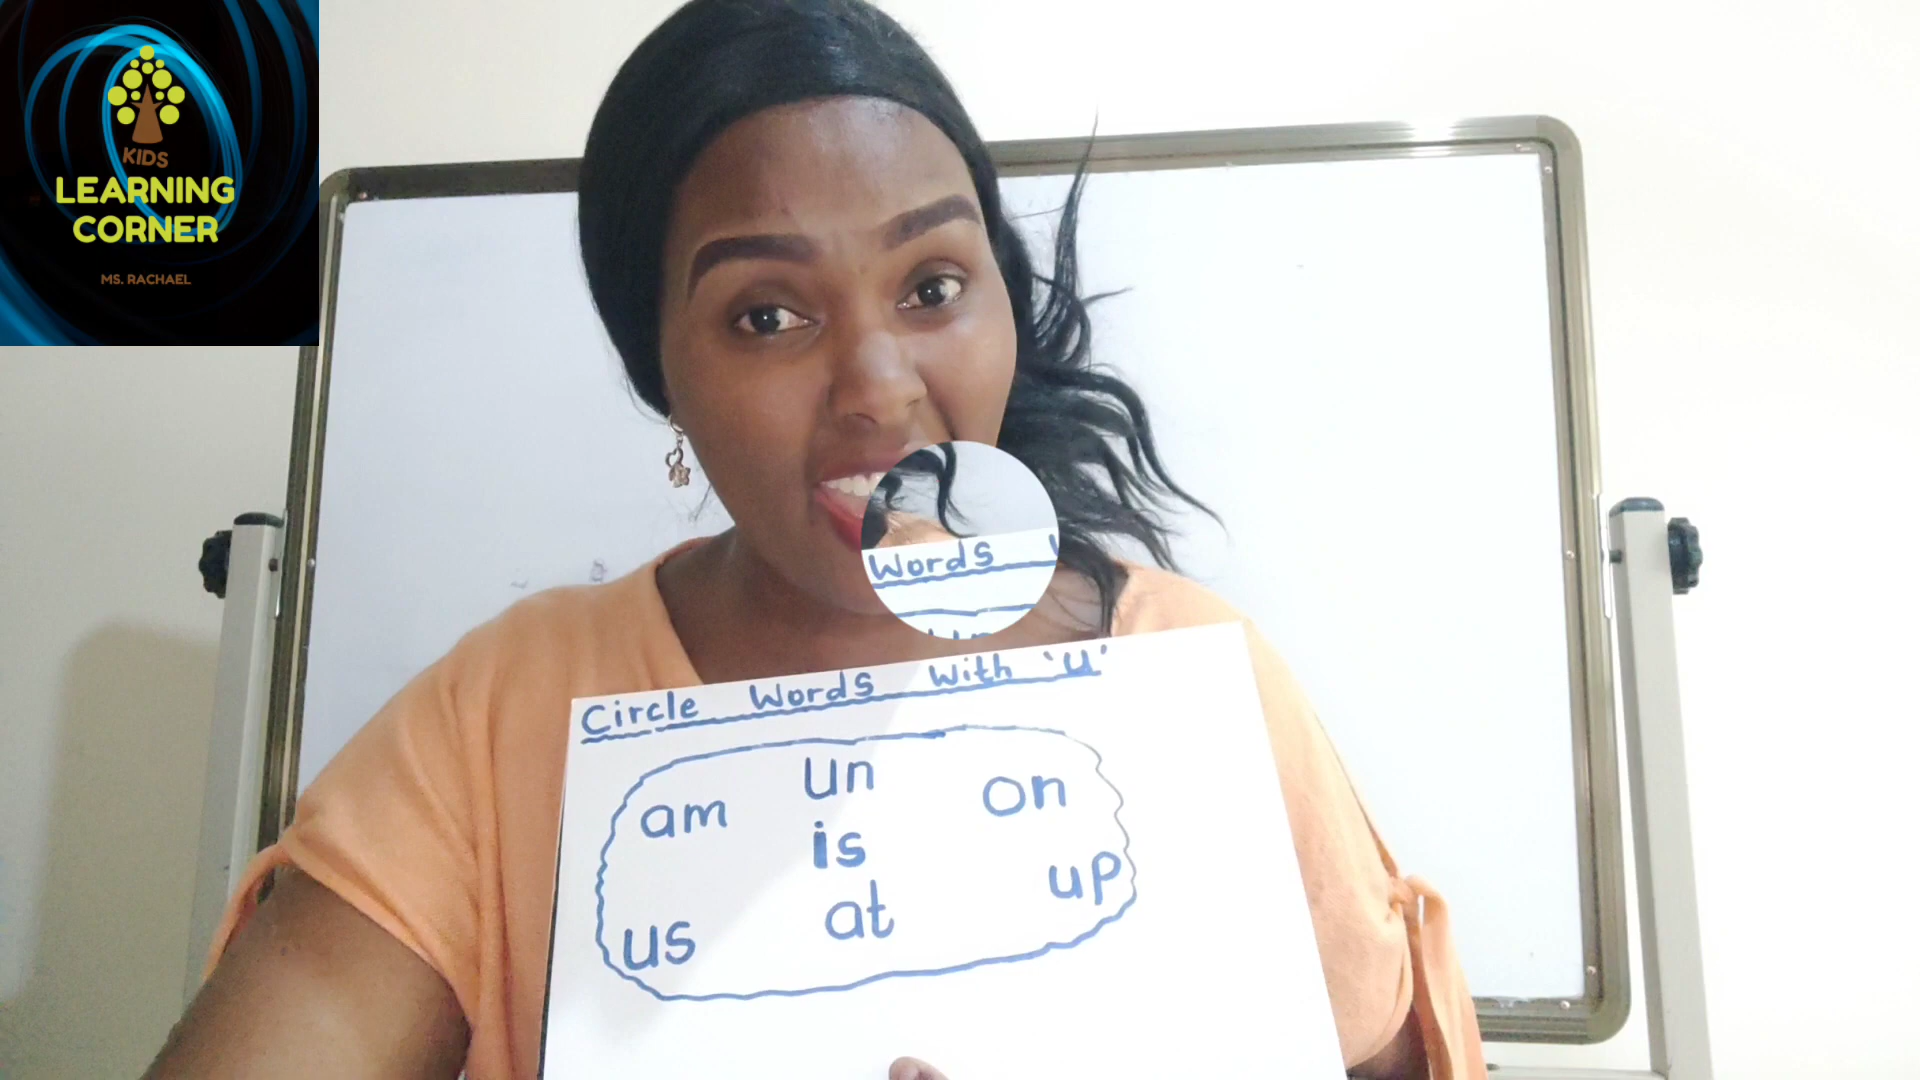 KIDS
LEARNING
CORNER
MS. RACHAEL
Words
Circle Words With 'u'
un
am
on
is
up
at
us